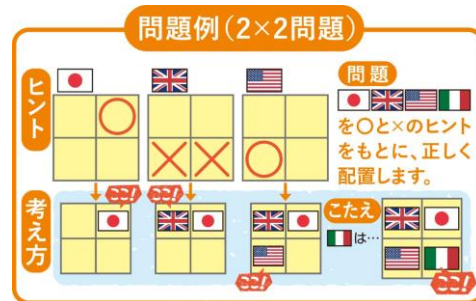 問題例(2×2問題)
ヒント
問題
を○と×のヒント
をもとに、正しく
配置します。
考え方
ここ!
ここ!
ここ!
こたえ
は…
ここ!